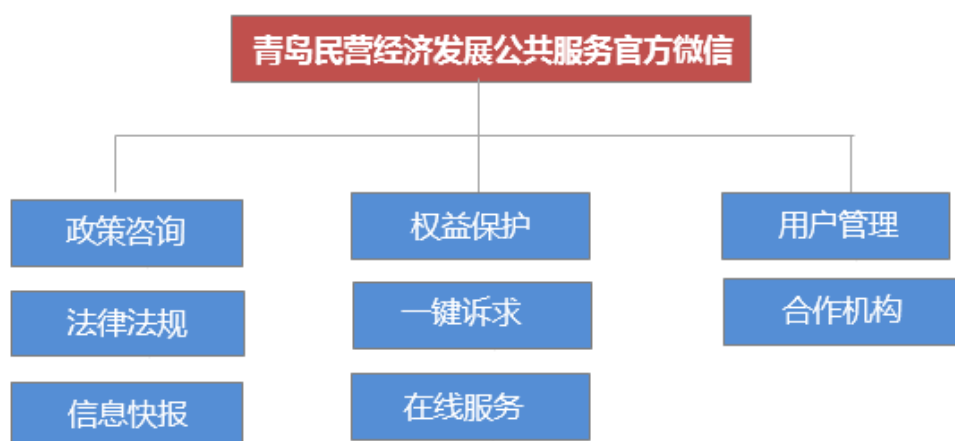 青岛民营经济发展公共服务官方微信
政策咨询
权益保护
用户管理
法律法规
一键诉求
合作机构
信息快报
在线服务